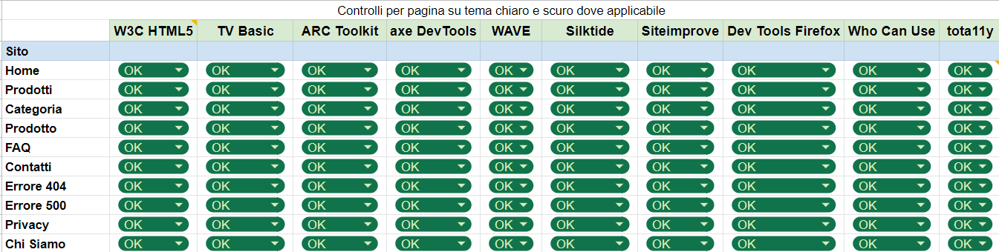 Controlli per pagina su tema chiaro e scuro dove applicabile
W3C HTML5 TV Basic ARC Toolkit axe DevTools WAVE Silktide Siteimprove Dev Tools Firefox Who Can Use tota11y
Sito
Home OK OK OK OK OK OK OK OK OK OK
Prodotti OK OK OK OK OK OK OK OK OK OK
Categoria OK OK OK OK OK OK OK OK OK OK
Prodotto OK OK OK OK OK OK OK OK OK OK
FAQ OK OK OK OK OK OK OK OK OK OK
Contatti OK OK OK OK OK OK OK OK OK OK
Errore 404 OK OK OK OK OK OK OK OK OK OK
Errore 500 OK OK OK OK OK OK OK OK OK OK
Privacy OK OK OK OK OK OK OK OK OK OK
Chi Siamo OK OK OK OK OK OK OK OK OK OK